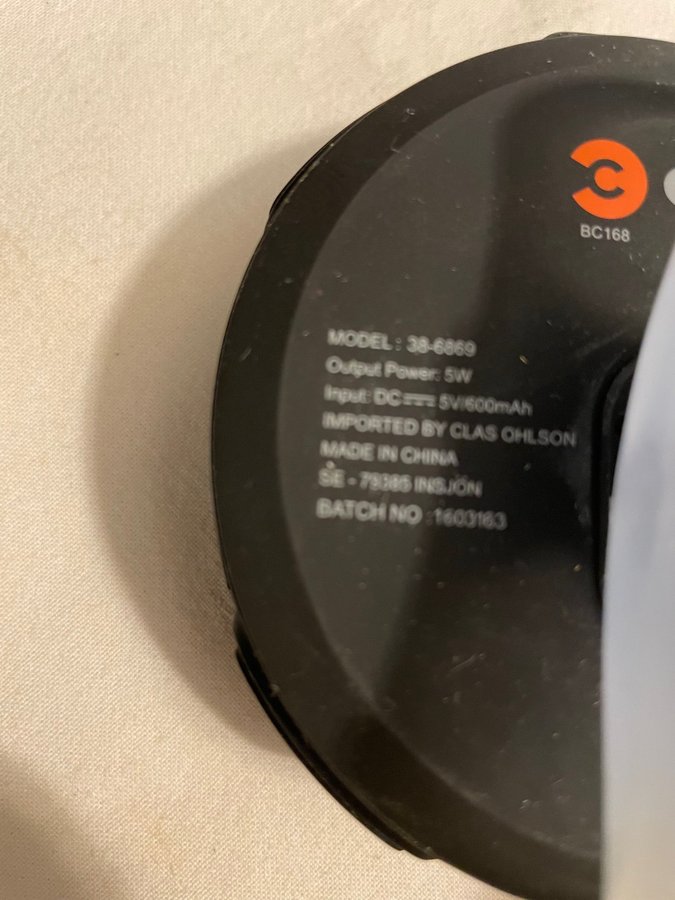 C
BC168
MODEL : 38-6869
Output Power: 5W
Input: DC⎓ 5V/600mAh
IMPORTED BY CLAS OHLSON
MADE IN CHINA
SE - 79385 INSJÖN
BATCH NO :1603163